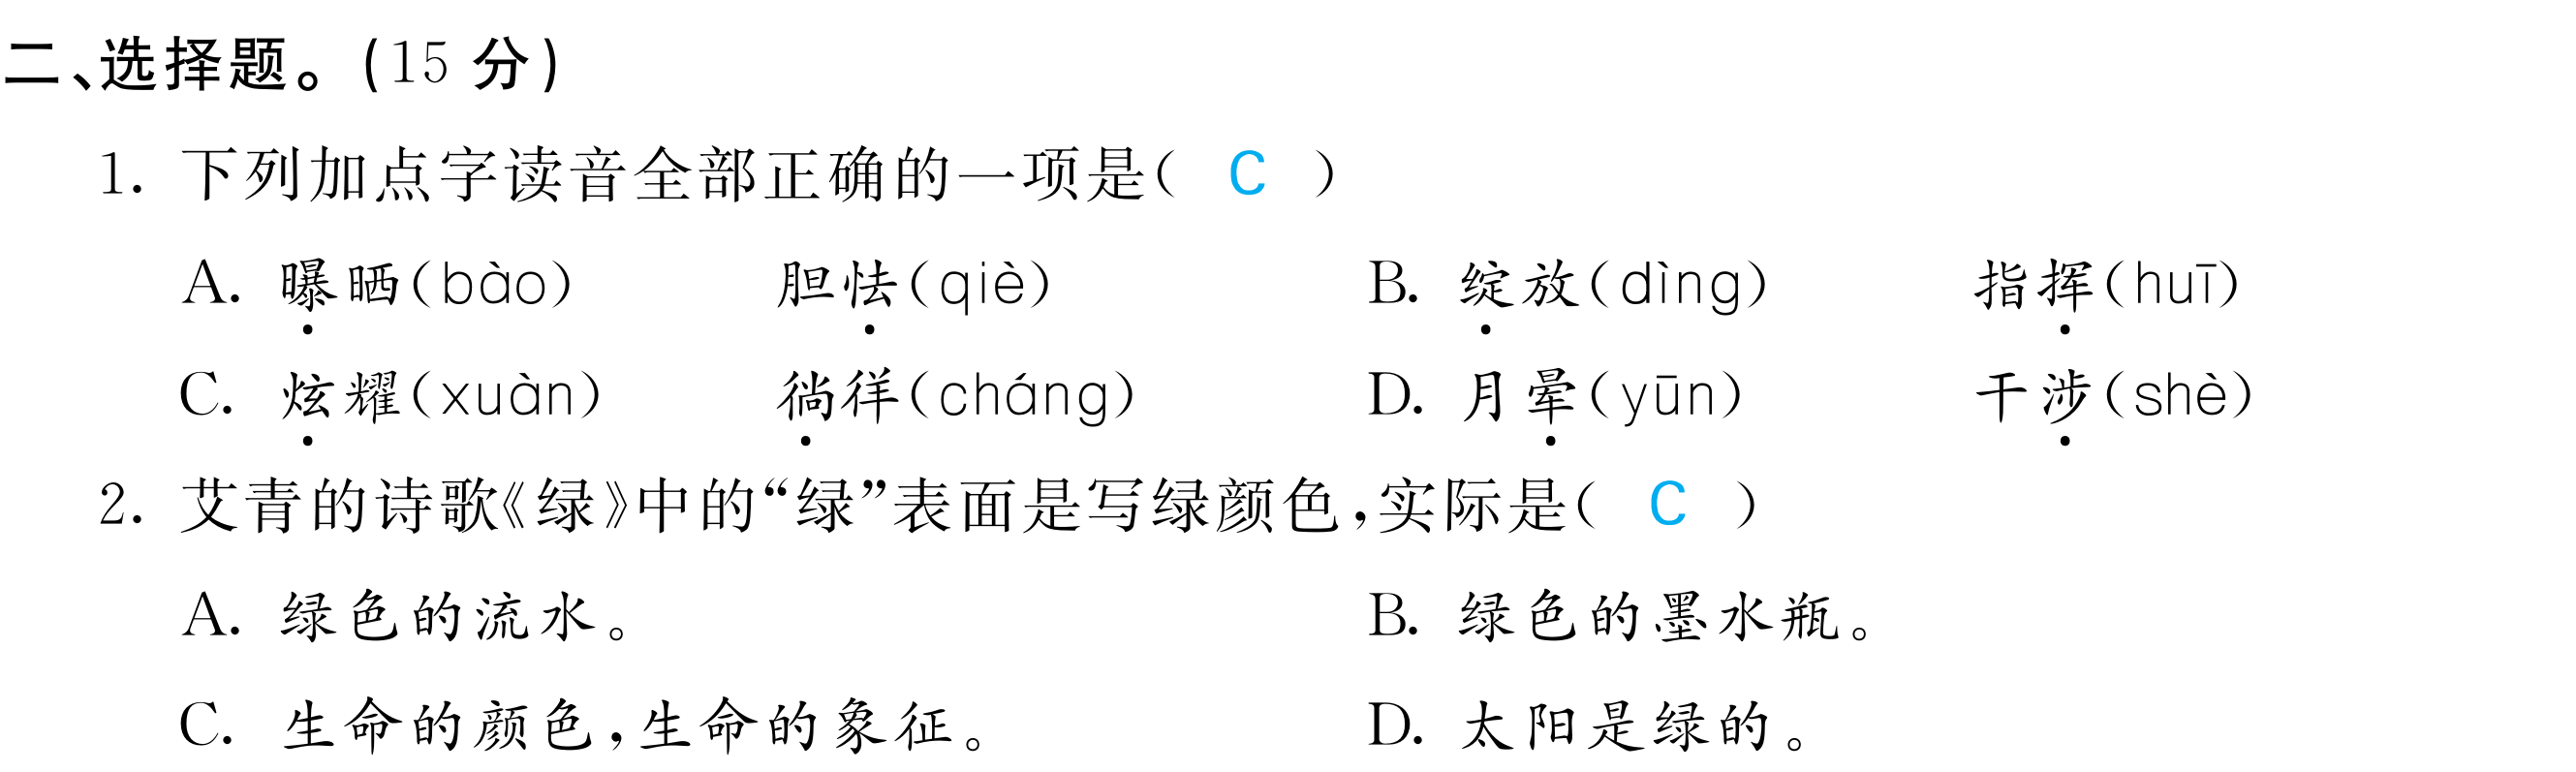 二、选择题。(15 分)
1. 下列加点字读音全部正确的一项是( C )
A. 曝晒(bào) 胆怯(qiè) B. 绽放(dìng) 指挥(huī)
C. 炫耀(xuàn) 徜徉(cháng) D. 月晕(yūn) 干涉(shè)
2. 艾青的诗歌《绿》中的“绿”表面是写绿颜色,实际是( C )
A. 绿色的流水。 B. 绿色的墨水瓶。
C. 生命的颜色,生命的象征。 D. 太阳是绿的。